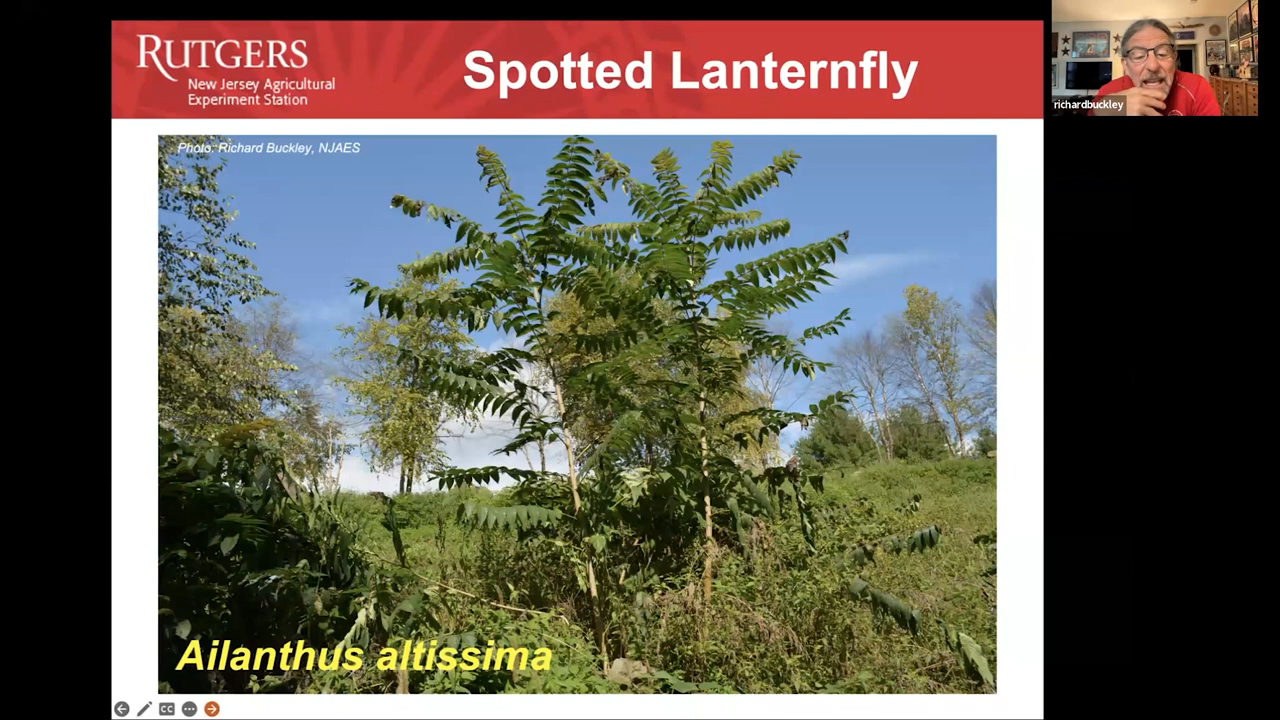 RUTGERS
New Jersey Agricultural
Experiment Station
Spotted Lanternfly
richardbuckley
Photo: Richard Buckley, NJAES
Ailanthus altissima
CC